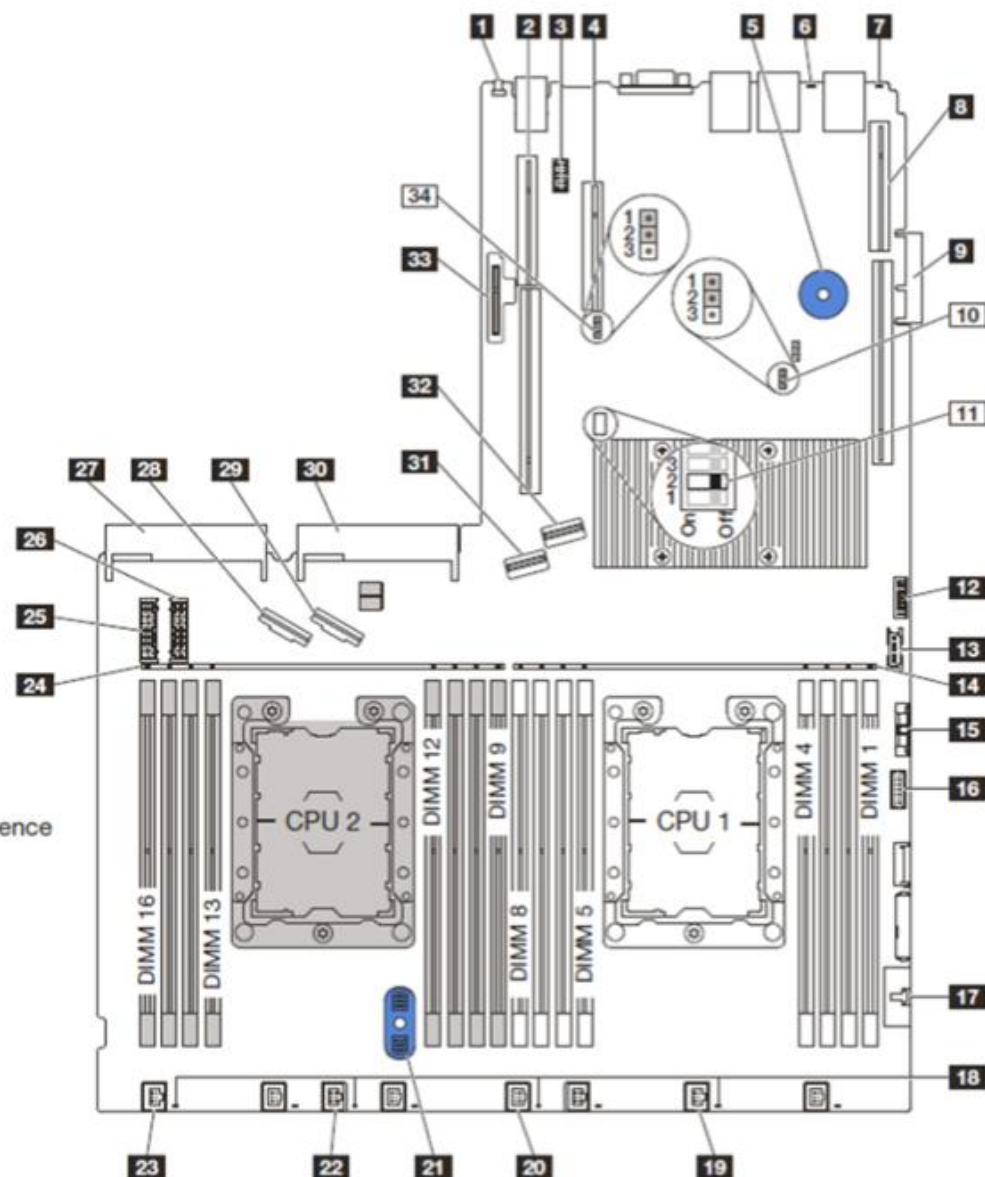 1 2 3 4 5 6 7
8
34
1
2
3
33
9
1
2
3
10
32
11
31
3
2
1
On Off
27 28 29 30
26
12
25
13
24
14
DIMM 12
DIMM 9
DIMM 4
DIMM 1
15
16
CPU 2
CPU 1
ence
DIMM 16
DIMM 13
DIMM 8
DIMM 5
17
18
23 22 21 20 19